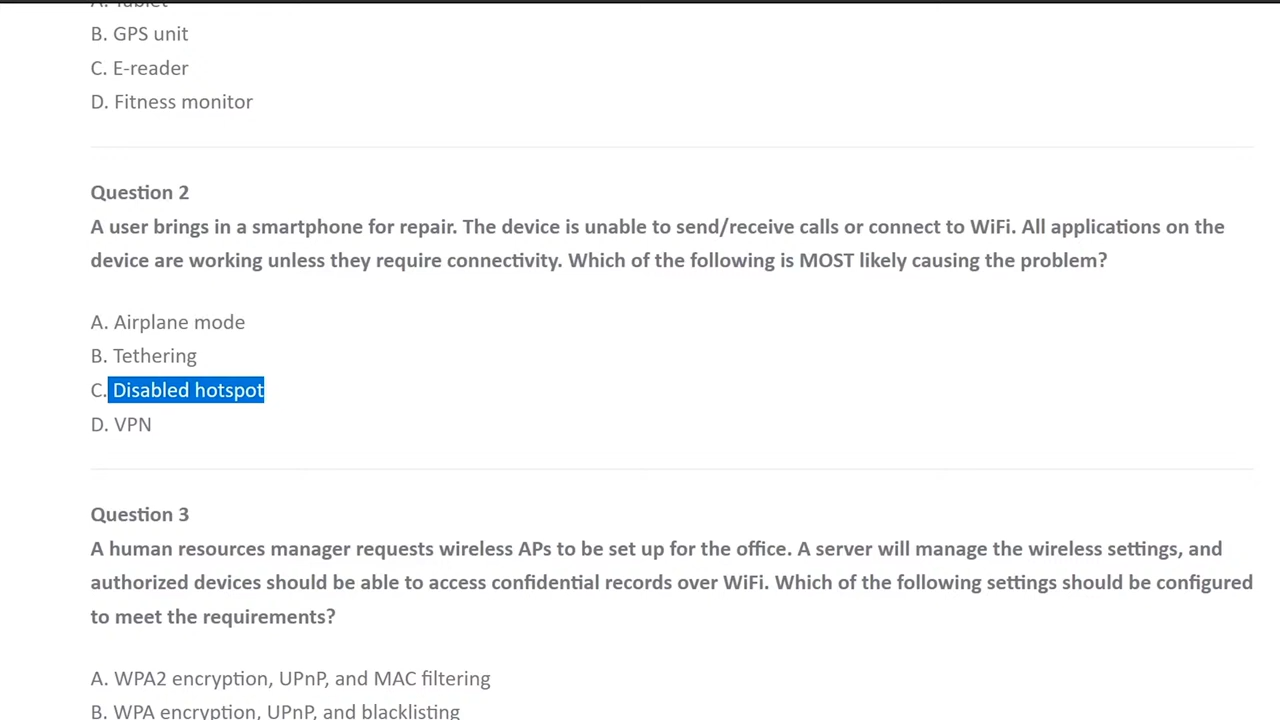 A. Tablet
B. GPS unit
C. E-reader
D. Fitness monitor
Question 2
A user brings in a smartphone for repair. The device is unable to send/receive calls or connect to WiFi. All applications on the
device are working unless they require connectivity. Which of the following is MOST likely causing the problem?
A. Airplane mode
B. Tethering
C. Disabled hotspot
D. VPN
Question 3
A human resources manager requests wireless APs to be set up for the office. A server will manage the wireless settings, and
authorized devices should be able to access confidential records over WiFi. Which of the following settings should be configured
to meet the requirements?
A. WPA2 encryption, UPnP, and MAC filtering
B. WPA encryption, UPnP, and blacklisting